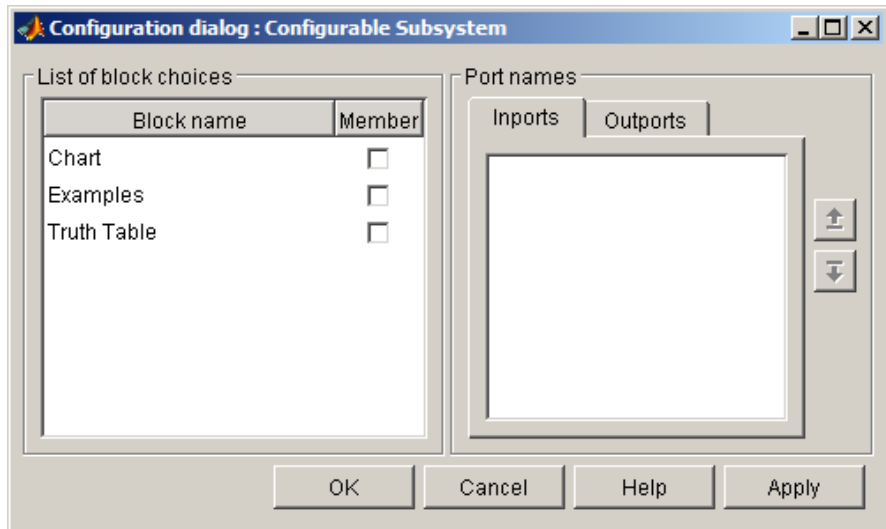 Configuration dialog : Configurable Subsystem
List of block choices
Block name Member
Chart
Examples
Truth Table
Port names
Inports Outports
OK Cancel Help Apply